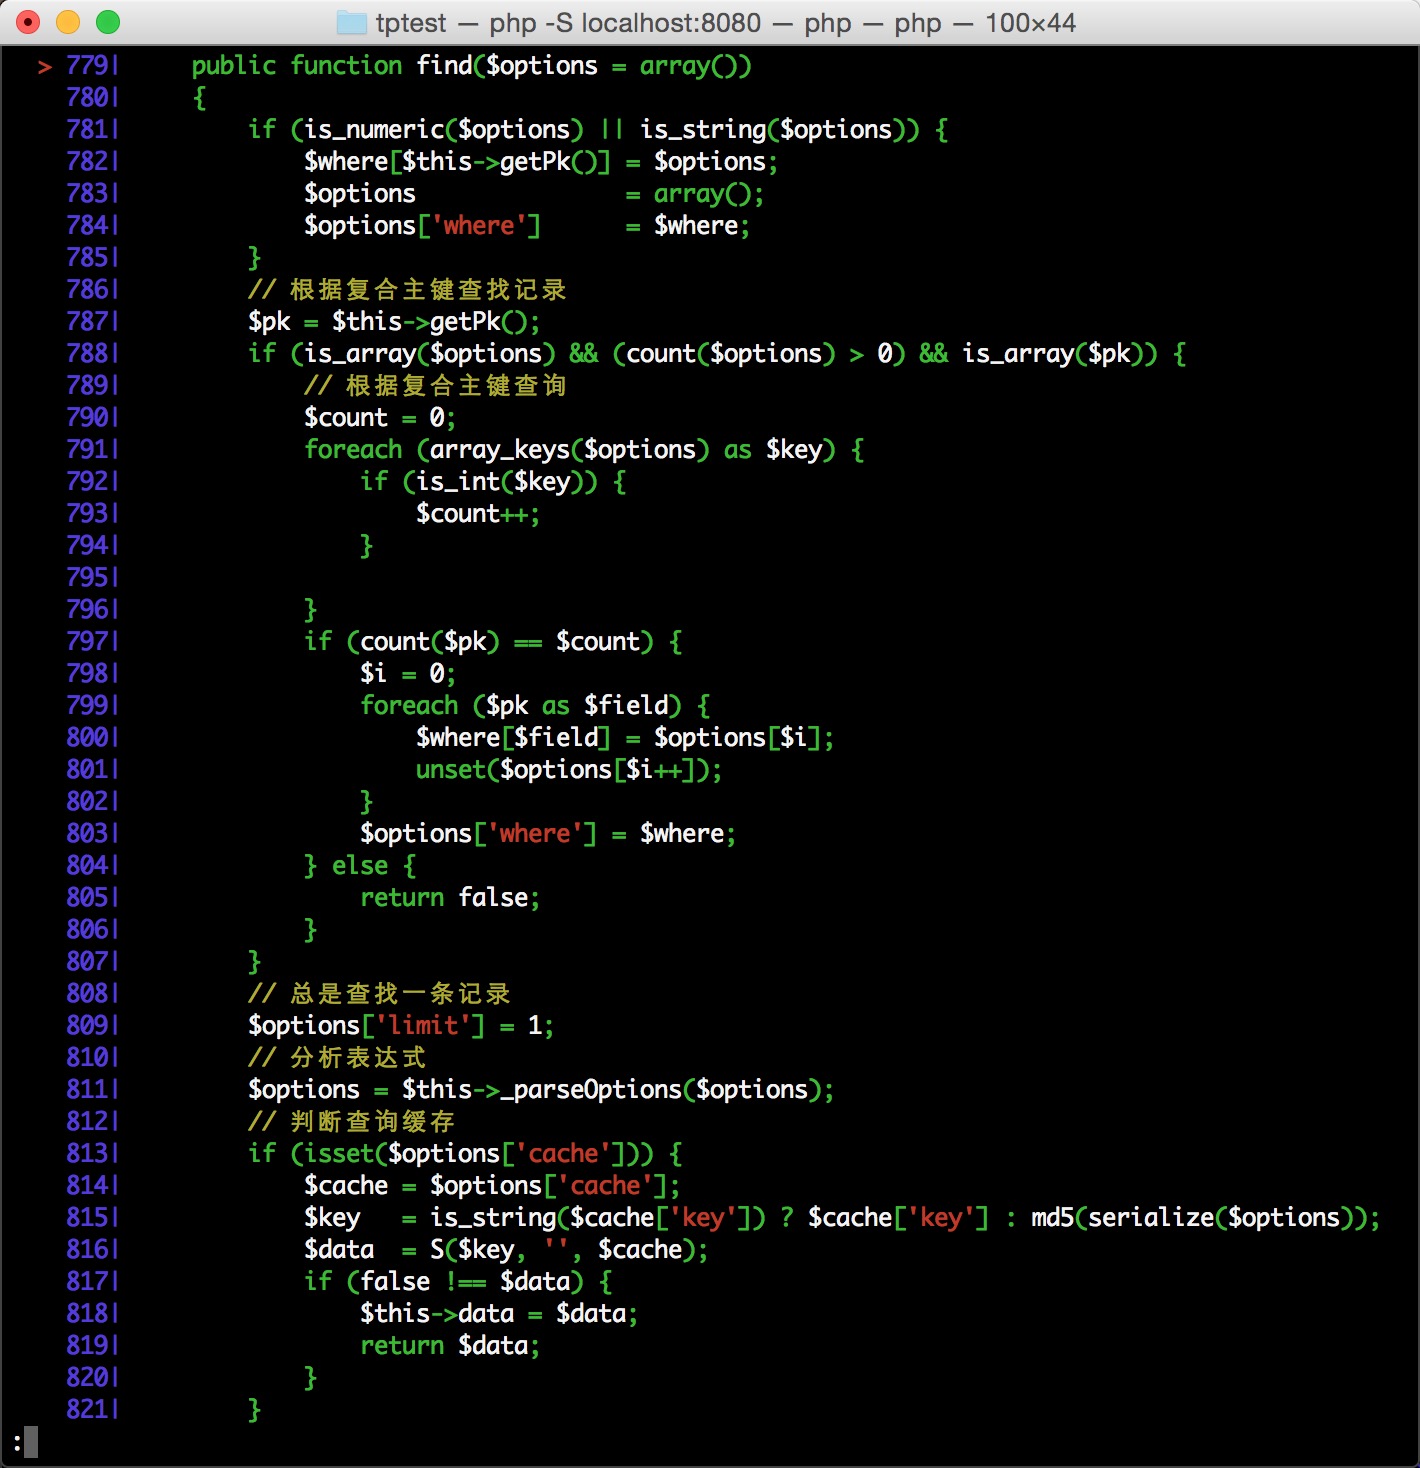 tptest — php -S localhost:8080 — php — php — 100×44
> 779|     public function find($options = array())
780|     {
781|         if (is_numeric($options) || is_string($options)) {
782|             $where[$this->getPk()] = $options;
783|             $options               = array();
784|             $options['where']      = $where;
785|         }
786|         // 根据复合主键查找记录
787|         $pk = $this->getPk();
788|         if (is_array($options) && (count($options) > 0) && is_array($pk)) {
789|             // 根据复合主键查询
790|             $count = 0;
791|             foreach (array_keys($options) as $key) {
792|                 if (is_int($key)) {
793|                     $count++;
794|                 }
795|
796|             }
797|             if (count($pk) == $count) {
798|                 $i = 0;
799|                 foreach ($pk as $field) {
800|                     $where[$field] = $options[$i];
801|                     unset($options[$i++]);
802|                 }
803|                 $options['where'] = $where;
804|             } else {
805|                 return false;
806|             }
807|         }
808|         // 总是查找一条记录
809|         $options['limit'] = 1;
810|         // 分析表达式
811|         $options = $this->_parseOptions($options);
812|         // 判断查询缓存
813|         if (isset($options['cache'])) {
814|             $cache = $options['cache'];
815|             $key   = is_string($cache['key']) ? $cache['key'] : md5(serialize($options));
816|             $data  = S($key, '', $cache);
817|             if (false !== $data) {
818|                 $this->data = $data;
819|                 return $data;
820|             }
821|         }
: